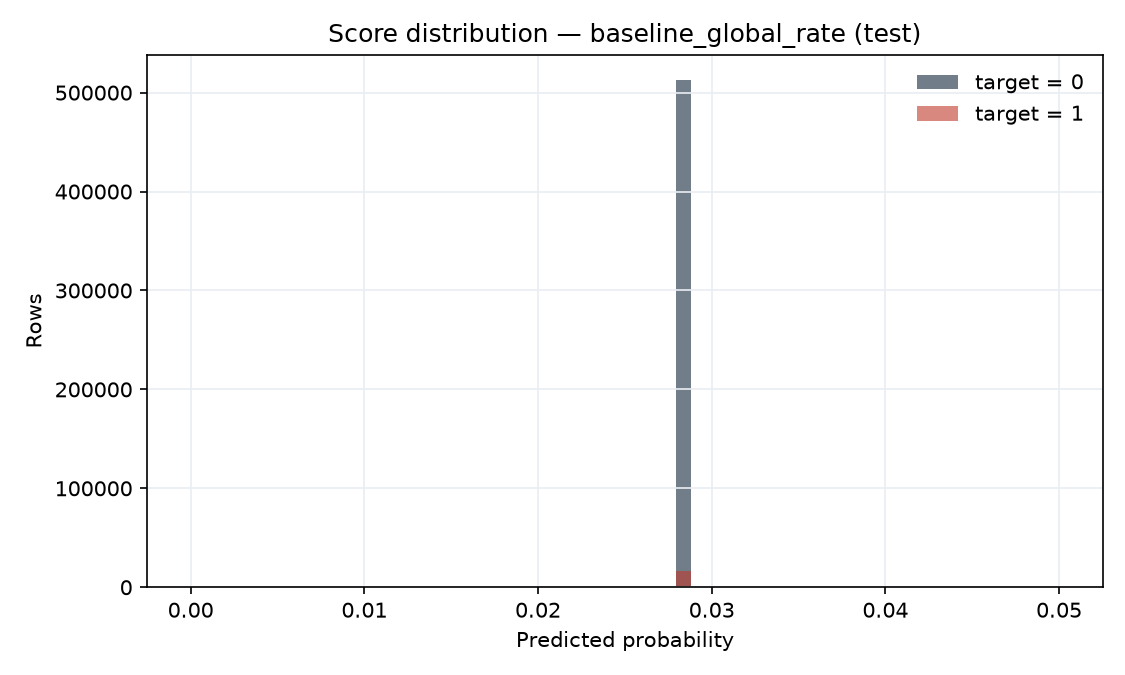 Score distribution — baseline_global_rate (test)
target = 0
target = 1
500000
400000
300000
200000
100000
0
Rows
0.00 0.01 0.02 0.03 0.04 0.05
Predicted probability